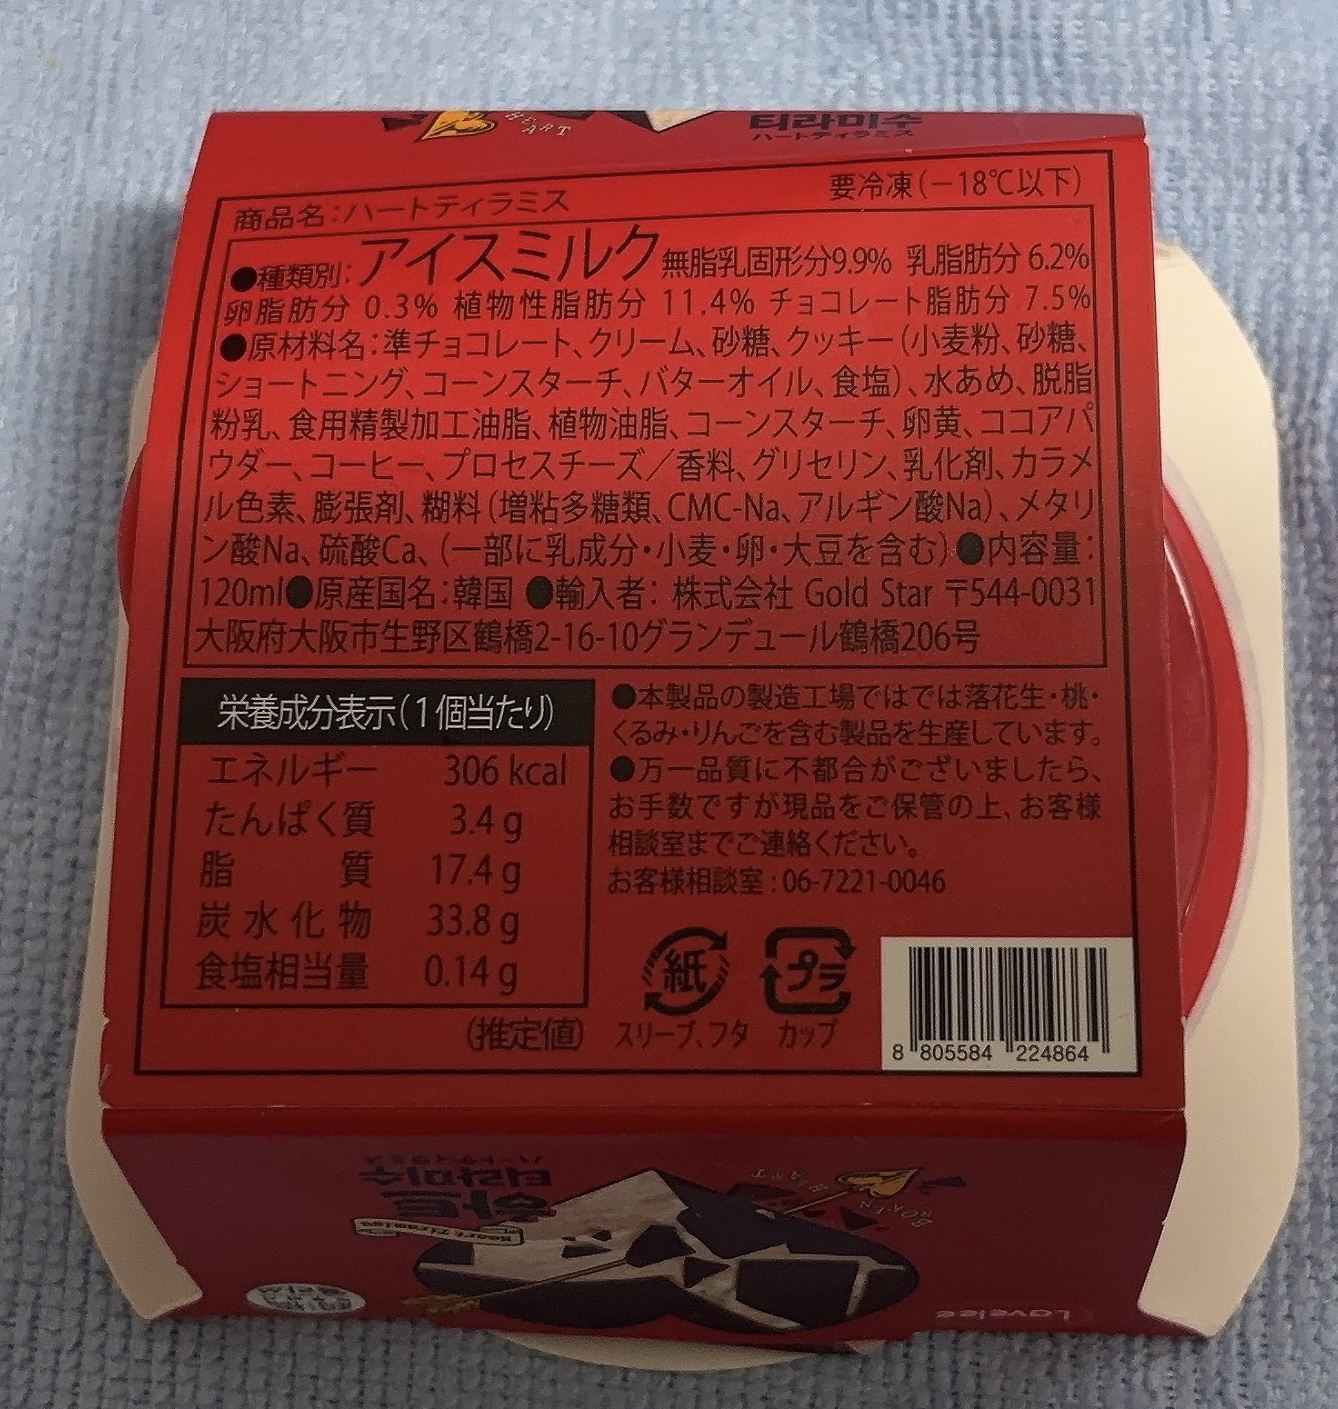 HEART
티라미수
ハートティラミス
商品名:ハートティラミス
要冷凍(-18℃以下)
●種類別:アイスミルク 無脂乳固形分9.9% 乳脂肪分 6.2%
卵脂肪分 0.3% 植物性脂肪分 11.4% チョコレート脂肪分 7.5%
●原材料名:準チョコレート、クリーム、砂糖、クッキー(小麦粉、砂糖、
ショートニング、コーンスターチ、バターオイル、食塩)、水あめ、脱脂
粉乳、食用精製加工油脂、植物油脂、コーンスターチ、卵黄、ココアパ
ウダー、コーヒー、プロセスチーズ/香料、グリセリン、乳化剤、カラメ
ル色素、膨張剤、糊料(増粘多糖類、CMC-Na、アルギン酸Na)、メタリ
ン酸Na、硫酸Ca、(一部に乳成分・小麦・卵・大豆を含む)●内容量:
120ml●原産国名:韓国 ●輸入者: 株式会社 Gold Star 〒544-0031
大阪府大阪市生野区鶴橋2-16-10グランデュール鶴橋206号
栄養成分表示(1個当たり)
エネルギー 306 kcal
たんぱく質 3.4 g
脂質 17.4 g
炭水化物 33.8 g
食塩相当量 0.14 g
(推定値)
●本製品の製造工場ではでは落花生・桃・
くるみ・りんごを含む製品を生産しています。
●万一品質に不都合がございましたら、
お手数ですが現品をご保管の上、お客様
相談室までご連絡ください。
お客様相談室:06-7221-0046
紙
プラ
スリーブ、フタ カップ
8 805584 224864
ハートティラミス
하트
티라미수
Heart Tiramisu
BROKEN HEART
Lavelee